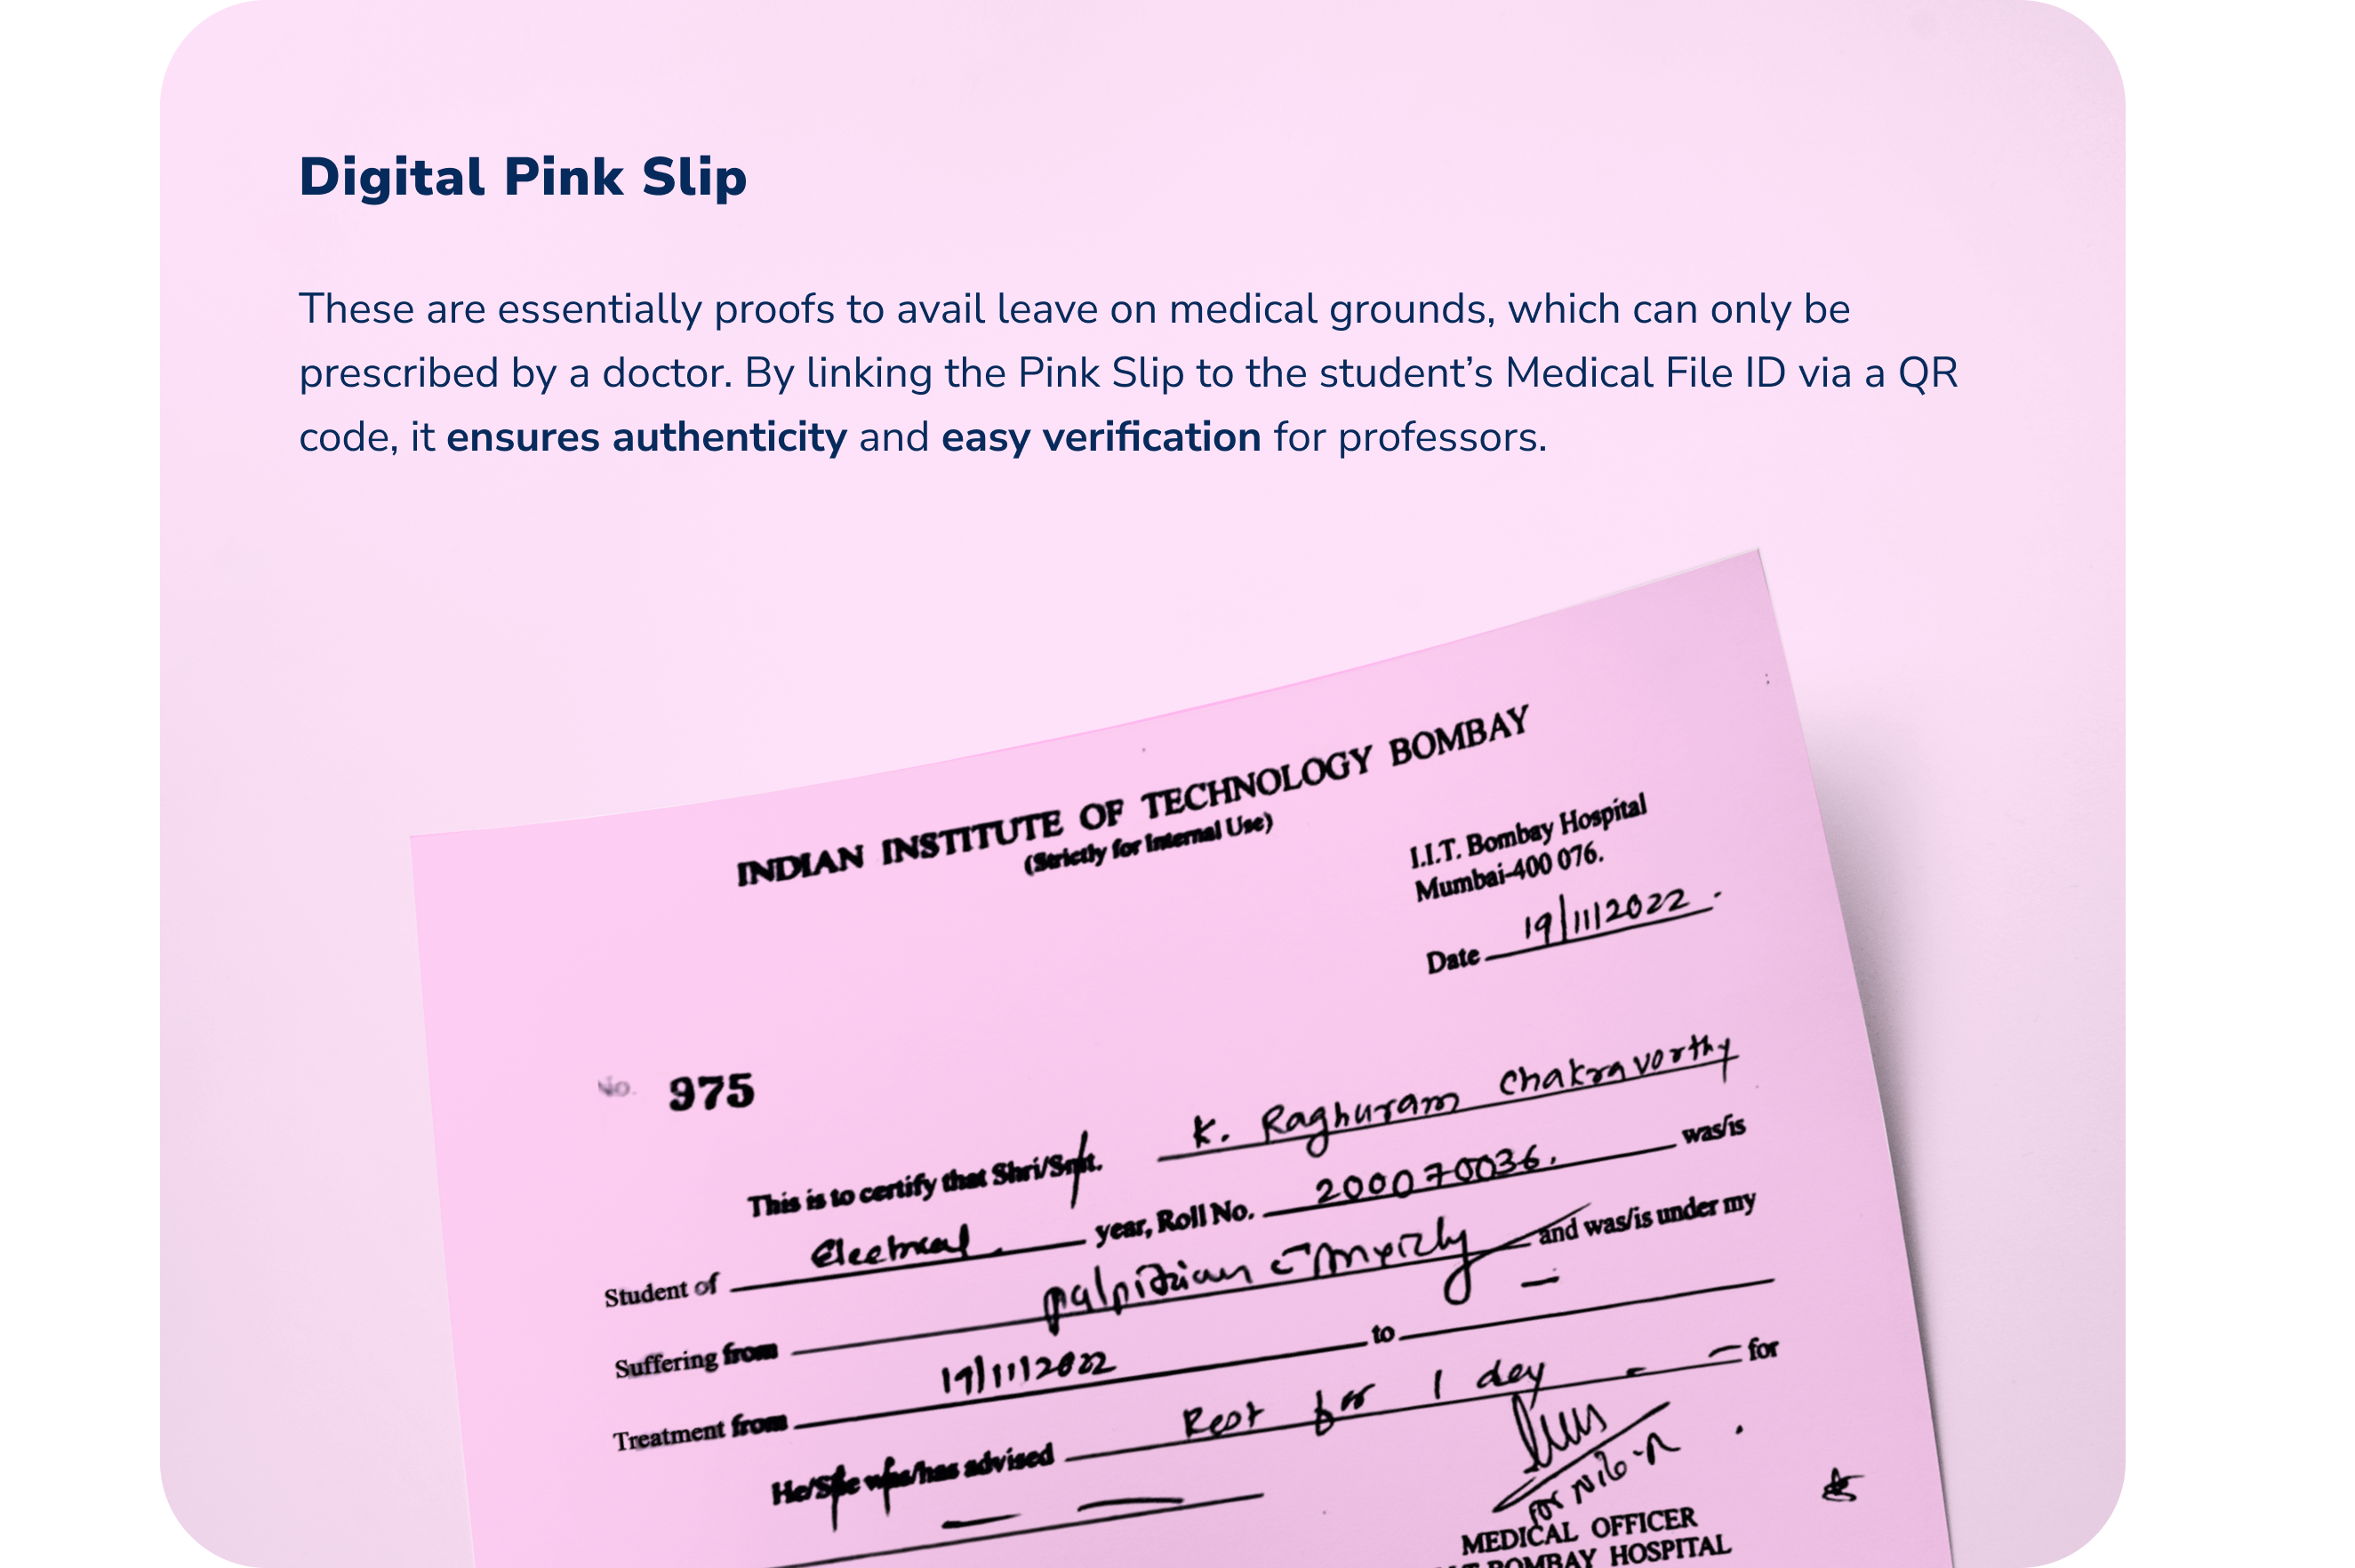 Digital Pink Slip
These are essentially proofs to avail leave on medical grounds, which can only be
prescribed by a doctor. By linking the Pink Slip to the student’s Medical File ID via a QR
code, it ensures authenticity and easy verification for professors.
INDIAN INSTITUTE OF TECHNOLOGY BOMBAY
(Strictly for Internal Use)
I.I.T. Bombay Hospital
Mumbai-400 076.
Date 19/11/2022
No. 975
This is to certify that Shri/Smt. K. Raghuram Chakravorthy
Student of Electrical year, Roll No. 200070036. was/is
Suffering from Anxiety and was/is under my
Treatment from 19/11/2022 to —
He/She was/has advised Rest for 1 day - — for
MEDICAL OFFICER
BOMBAY HOSPITAL